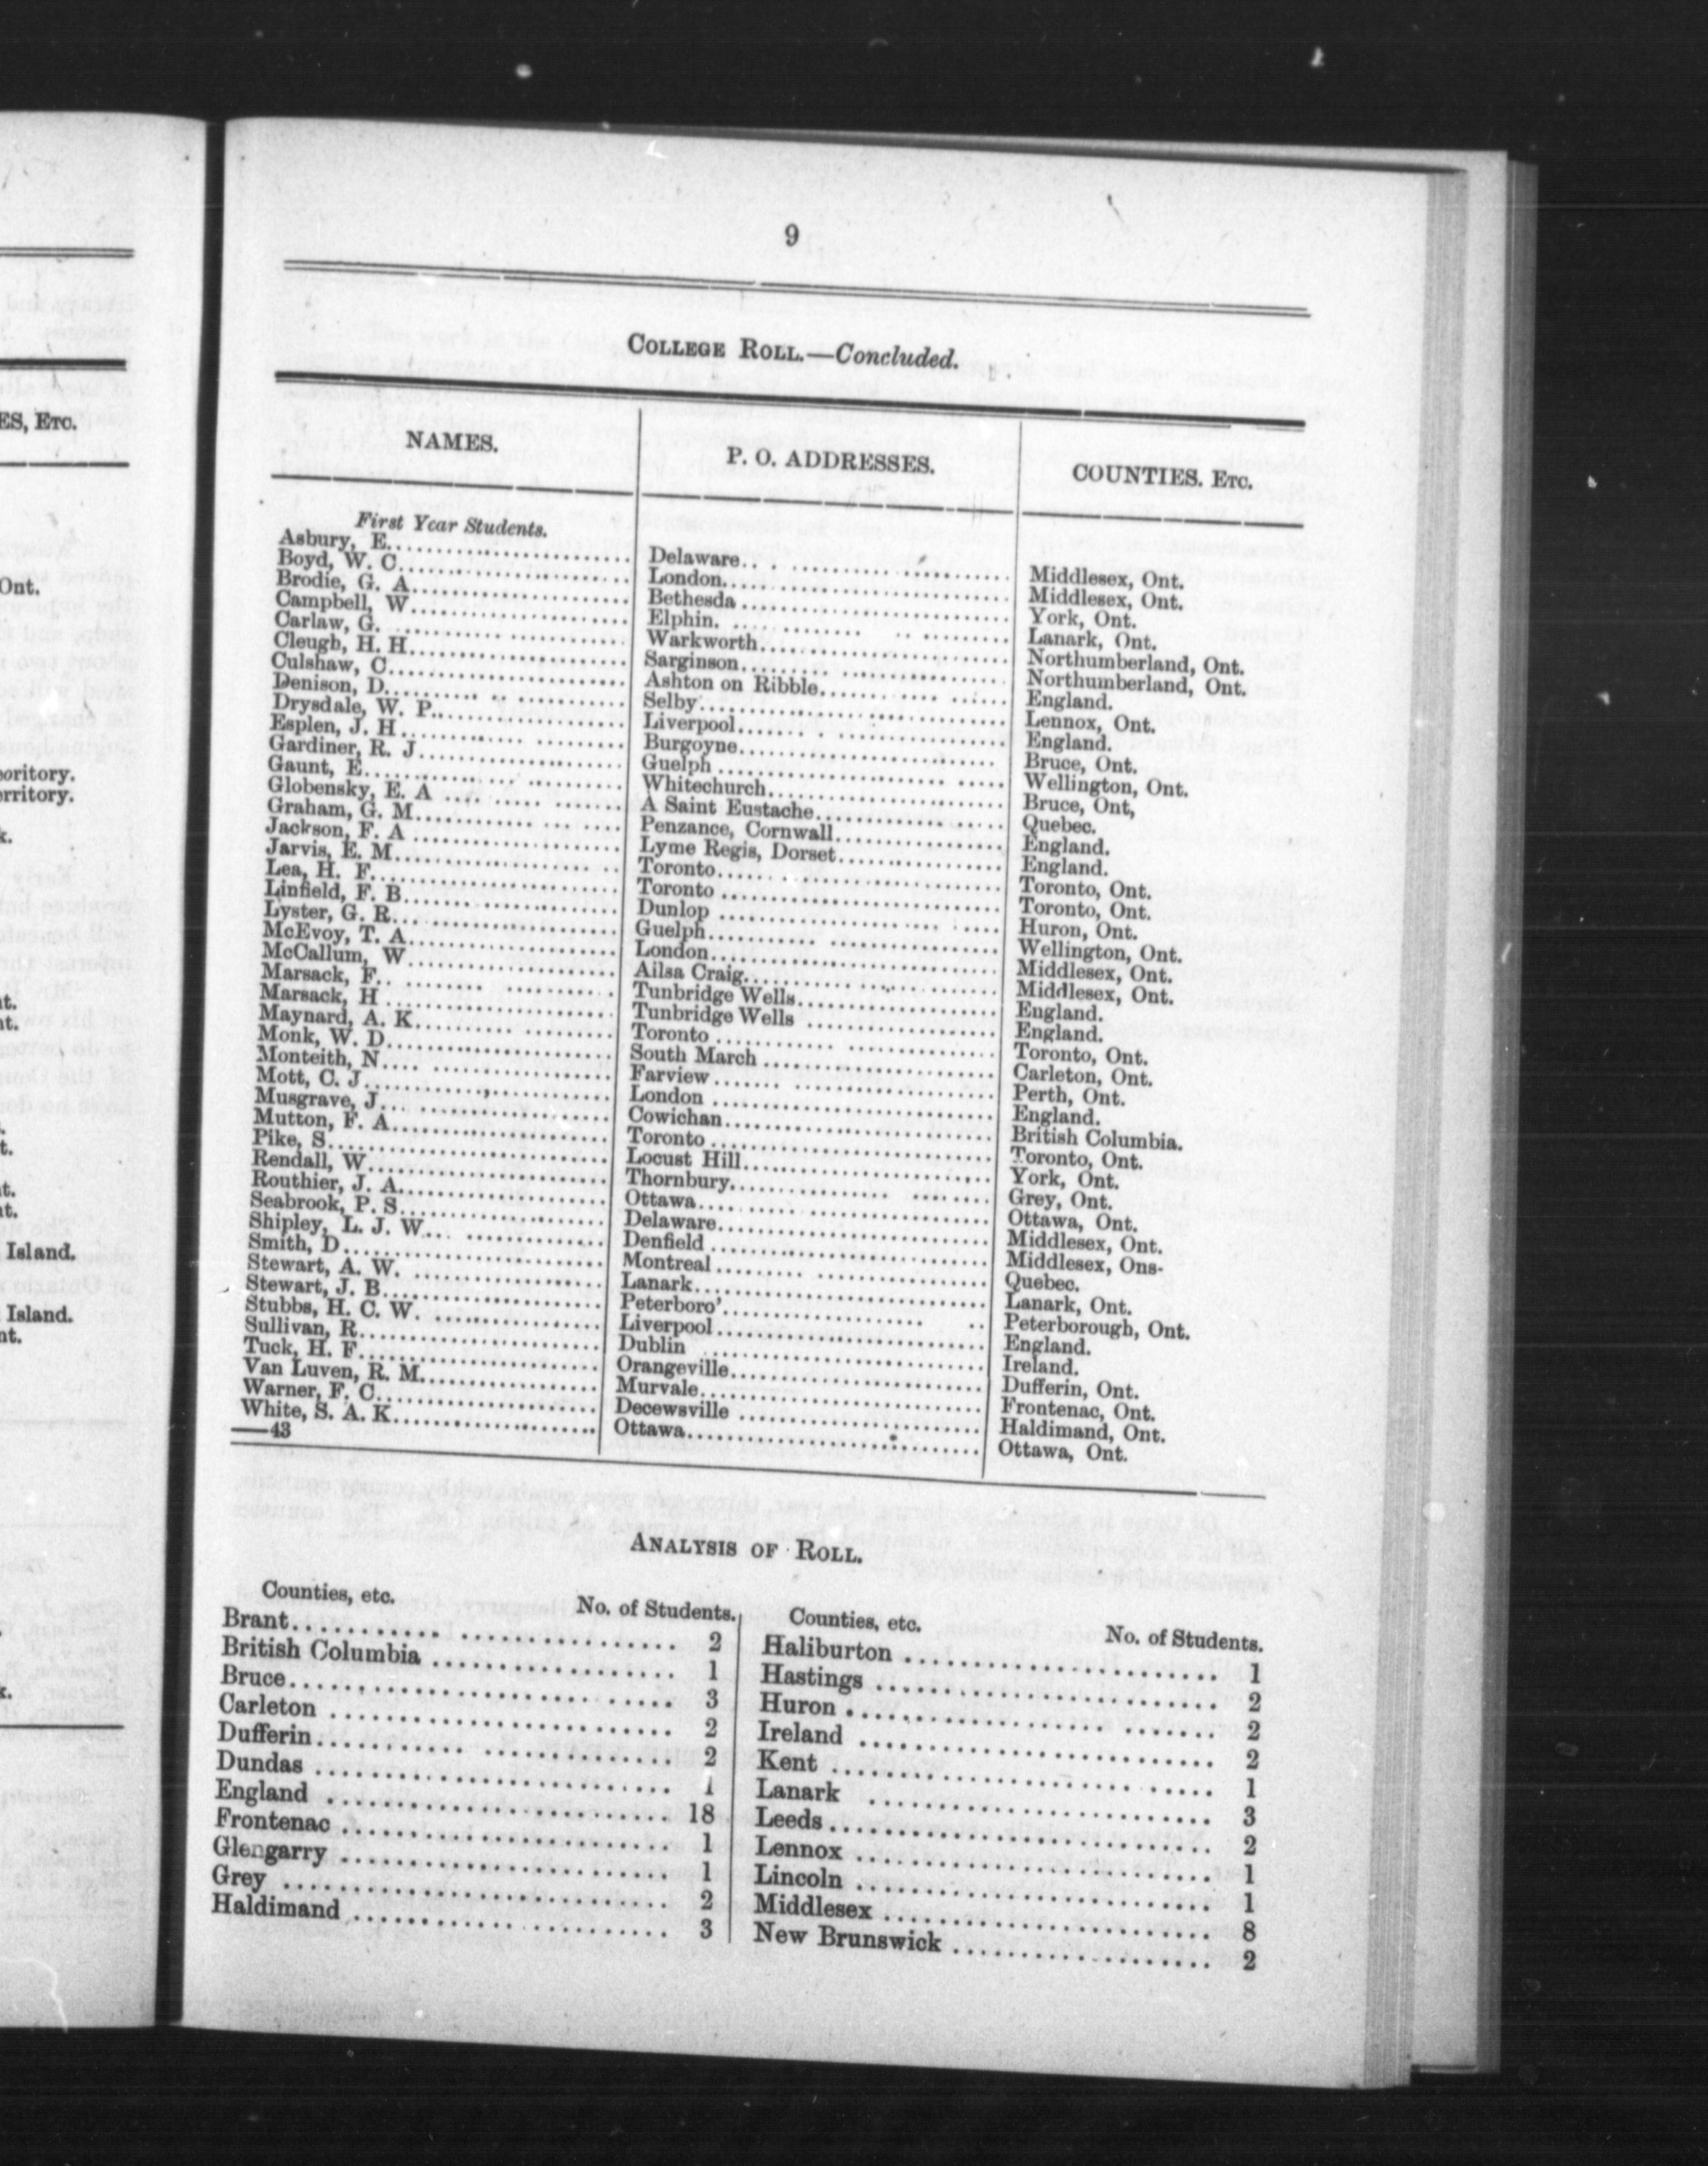 9
COLLEGE ROLL.—Concluded.
NAMES. P. O. ADDRESSES. COUNTIES. ETC.
First Year Students.
Asbury, E. Delaware. Middlesex, Ont.
Boyd, W. C. London. Middlesex, Ont.
Brodie, G. A. Bethesda York, Ont.
Campbell, W. Elphin. Lanark, Ont.
Carlaw, G. Warkworth. Northumberland, Ont.
Cleugh, H. H. Sarginson. Northumberland, Ont.
Culshaw, C. Ashton on Ribble. England.
Denison, D. Selby. Lennox, Ont.
Drysdale, W. P. Liverpool. England.
Esplen, J. H. Burgoyne. Bruce, Ont.
Gardiner, R. J. Guelph Wellington, Ont.
Gaunt, E. Whitechurch. Bruce, Ont,
Globensky, E. A A Saint Eustache. Quebec.
Graham, G. M. Penzance, Cornwall. England.
Jackson, F. A Lyme Regis, Dorset. England.
Jarvis, E. M. Toronto. Toronto, Ont.
Lea, H. F. Toronto Toronto, Ont.
Linfield, F. B. Dunlop Huron, Ont.
Lyster, G. R. Guelph. Wellington, Ont.
McEvoy, T. A. London. Middlesex, Ont.
McCallum, W. Ailsa Craig. Middlesex, Ont.
Marsack, F. Tunbridge Wells. England.
Marsack, H Tunbridge Wells England.
Maynard, A. K. Toronto Toronto, Ont.
Monk, W. D. South March Carleton, Ont.
Monteith, N. Farview Perth, Ont.
Mott, C. J. London England.
Musgrave, J. Cowichan. British Columbia.
Mutton, F. A. Toronto Toronto, Ont.
Pike, S. Locust Hill. York, Ont.
Rendall, W. Thornbury. Grey, Ont.
Routhier, J. A. Ottawa. Ottawa, Ont.
Seabrook, P. S. Delaware. Middlesex, Ont.
Shipley, L. J. W. Denfield Middlesex, Ons-
Smith, D. Montreal Quebec.
Stewart, A. W. Lanark. Lanark, Ont.
Stewart, J. B. Peterboro'. Peterborough, Ont.
Stubbs, H. C. W. Liverpool England.
Sullivan, R. Dublin Ireland.
Tuck, H. F. Orangeville. Dufferin, Ont.
Van Luven, R. M. Murvale. Frontenac, Ont.
Warner, F. C. Decewsville Haldimand, Ont.
White, S. A. K. Ottawa. Ottawa, Ont.
—43
ANALYSIS OF ROLL.
Counties, etc. No. of Students.
Brant 2
British Columbia 1
Bruce 3
Carleton 2
Dufferin 2
Dundas 1
England 18
Frontenac 1
Glengarry 1
Grey 2
Haldimand 3
Counties, etc. No. of Students.
Haliburton 1
Hastings 2
Huron 2
Ireland 2
Kent 1
Lanark 3
Leeds 2
Lennox 1
Lincoln 1
Middlesex 8
New Brunswick 2
ES, ETC.
Ont.
erritory.
Island.
Island.